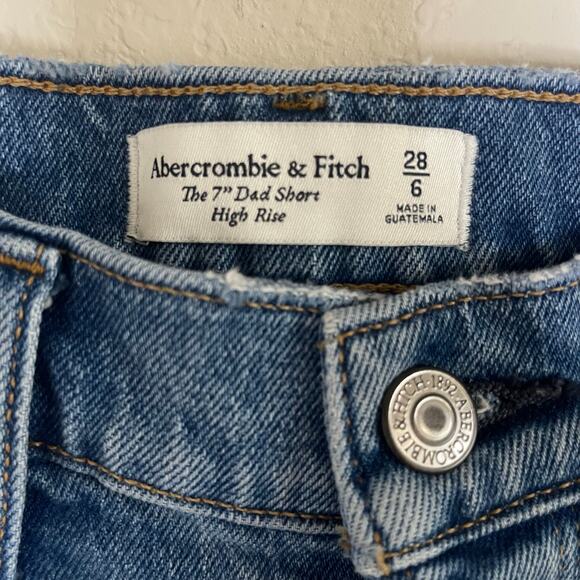 Abercrombie & Fitch
The 7" Dad Short
High Rise
28
6
MADE IN
GUATEMALA
ABERCROMBIE & FITCH·1892·